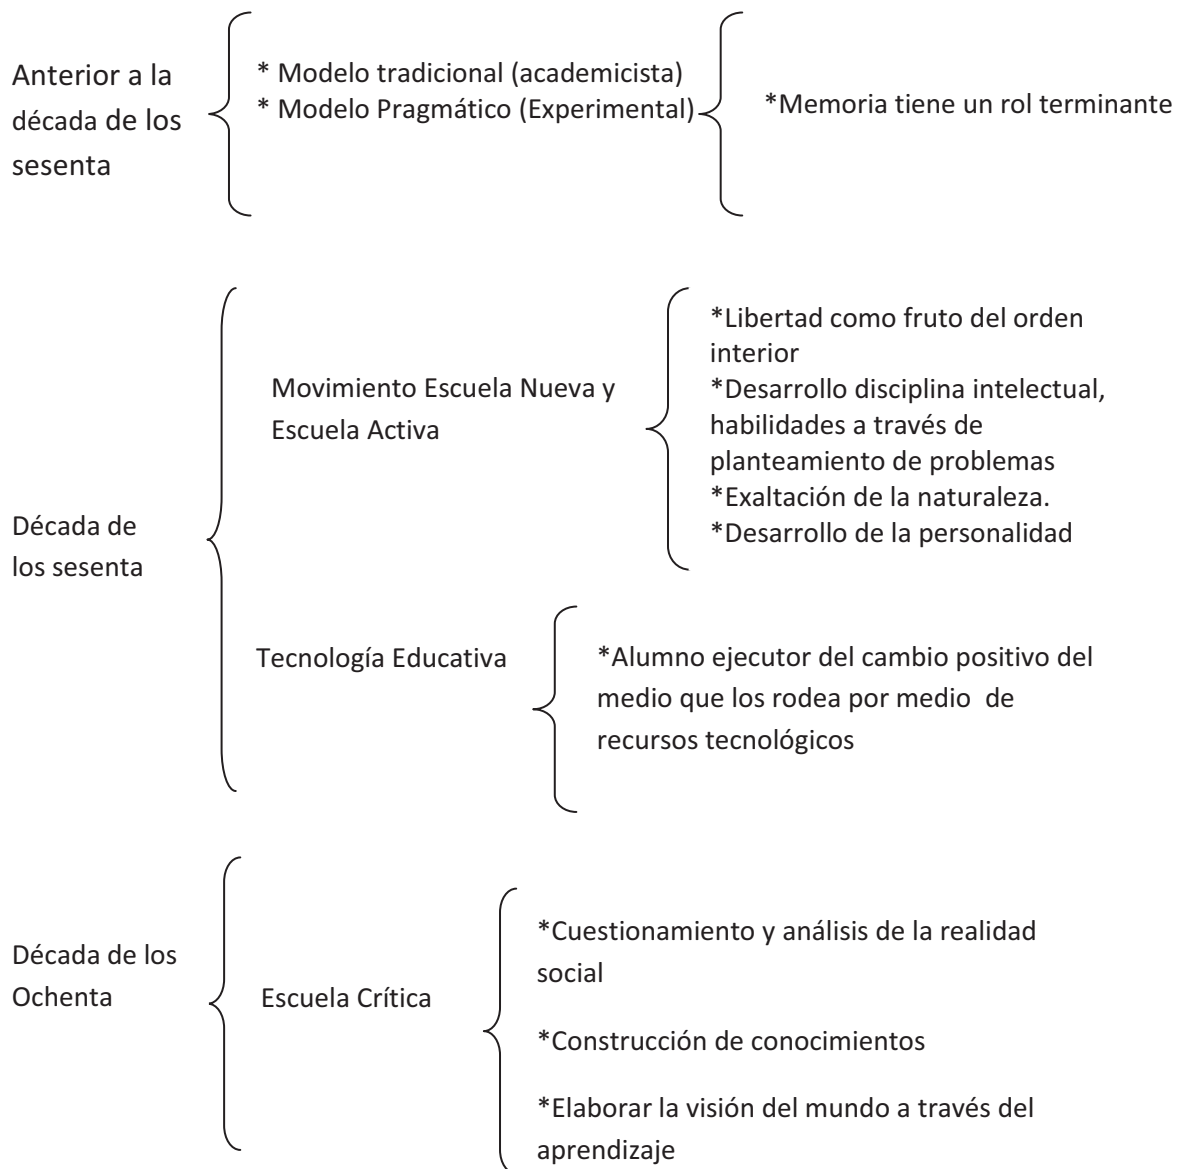 Anterior a la
década de los
sesenta
* Modelo tradicional (academicista)
* Modelo Pragmático (Experimental)
*Memoria tiene un rol terminante
Década de
los sesenta
Movimiento Escuela Nueva y
Escuela Activa
*Libertad como fruto del orden
interior
*Desarrollo disciplina intelectual,
habilidades a través de
planteamiento de problemas
*Exaltación de la naturaleza.
*Desarrollo de la personalidad
Tecnología Educativa
*Alumno ejecutor del cambio positivo del
medio que los rodea por medio de
recursos tecnológicos
Década de los
Ochenta
Escuela Crítica
*Cuestionamiento y análisis de la realidad
social
*Construcción de conocimientos
*Elaborar la visión del mundo a través del
aprendizaje